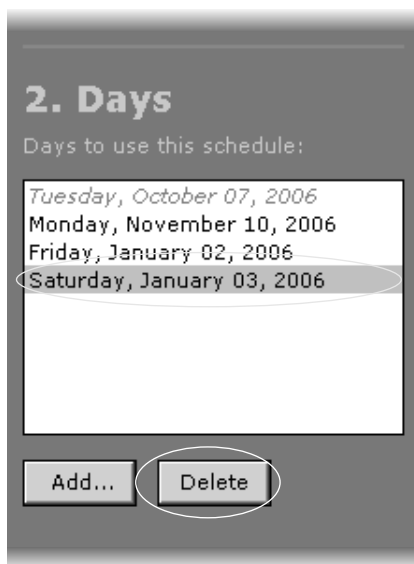 2. Days
Days to use this schedule:
Tuesday, October 07, 2006
Monday, November 10, 2006
Friday, January 02, 2006
Saturday, January 03, 2006
Add...
Delete